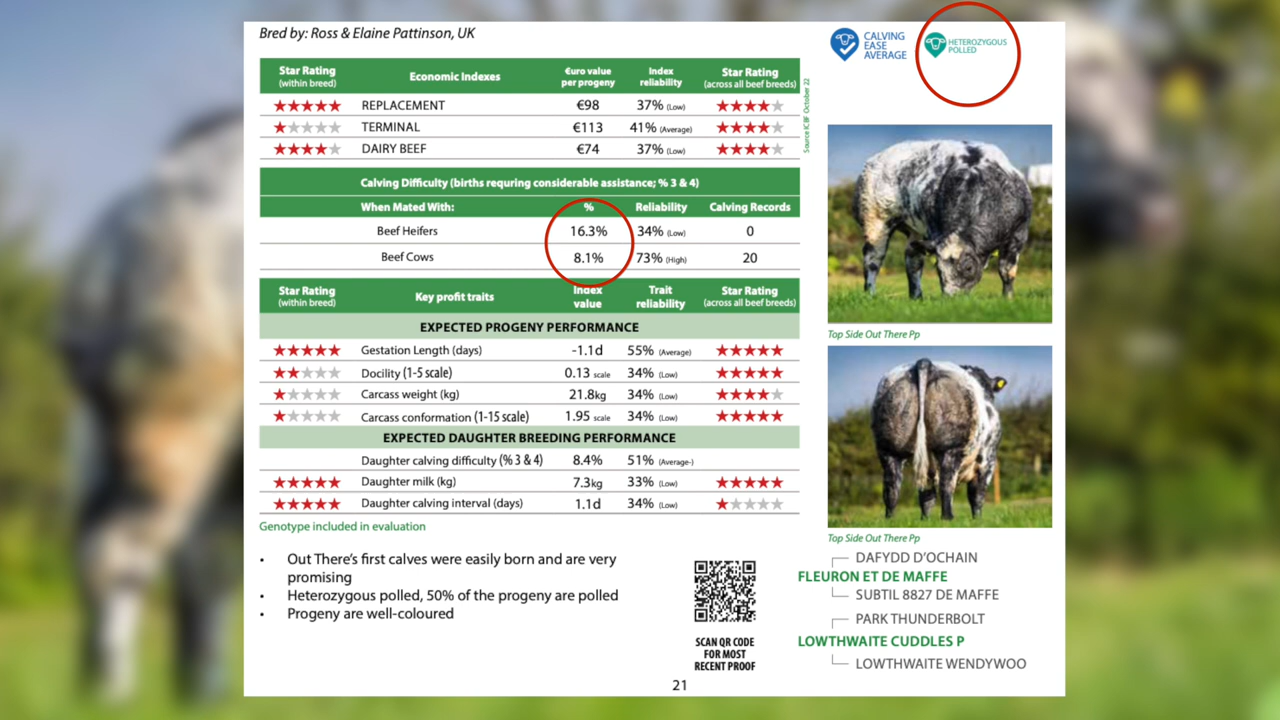 Bred by: Ross & Elaine Pattinson, UK
CALVING
EASE
AVERAGE
HETEROZYGOUS
POLLED
Star Rating
(within breed)
Economic Indexes
€uro value
per progeny
Index
reliability
Star Rating
(across all beef breeds)
★★★★★ REPLACEMENT €98 37% (Low) ★★★★★
★★★★★ TERMINAL €113 41% (Average) ★★★★★
★★★★★ DAIRY BEEF €74 37% (Low) ★★★★★
Source ICBF October 22
Calving Difficulty (births requring considerable assistance; % 3 & 4)
When Mated With: % Reliability Calving Records
Beef Heifers 16.3% 34% (Low) 0
Beef Cows 8.1% 73% (High) 20
Star Rating
(within breed)
Key profit traits
Index
value
Trait
reliability
Star Rating
(across all beef breeds)
EXPECTED PROGENY PERFORMANCE
★★★★★ Gestation Length (days) -1.1d 55% (Average) ★★★★★
★★★★★ Docility (1-5 scale) 0.13 scale 34% (Low) ★★★★★
★★★★★ Carcass weight (kg) 21.8kg 34% (Low) ★★★★★
★★★★★ Carcass conformation (1-15 scale) 1.95 scale 34% (Low) ★★★★★
EXPECTED DAUGHTER BREEDING PERFORMANCE
Daughter calving difficulty (% 3 & 4) 8.4% 51% (Average-)
★★★★★ Daughter milk (kg) 7.3kg 33% (Low) ★★★★★
★★★★★ Daughter calving interval (days) 1.1d 34% (Low) ★★★★★
Genotype included in evaluation
• Out There's first calves were easily born and are very
promising
• Heterozygous polled, 50% of the progeny are polled
• Progeny are well-coloured
SCAN QR CODE
FOR MOST
RECENT PROOF
Top Side Out There Pp
Top Side Out There Pp
DAFYDD D'OCHAIN
FLEURON ET DE MAFFE
SUBTIL 8827 DE MAFFE
PARK THUNDERBOLT
LOWTHWAITE CUDDLES P
LOWTHWAITE WENDYWOO
21